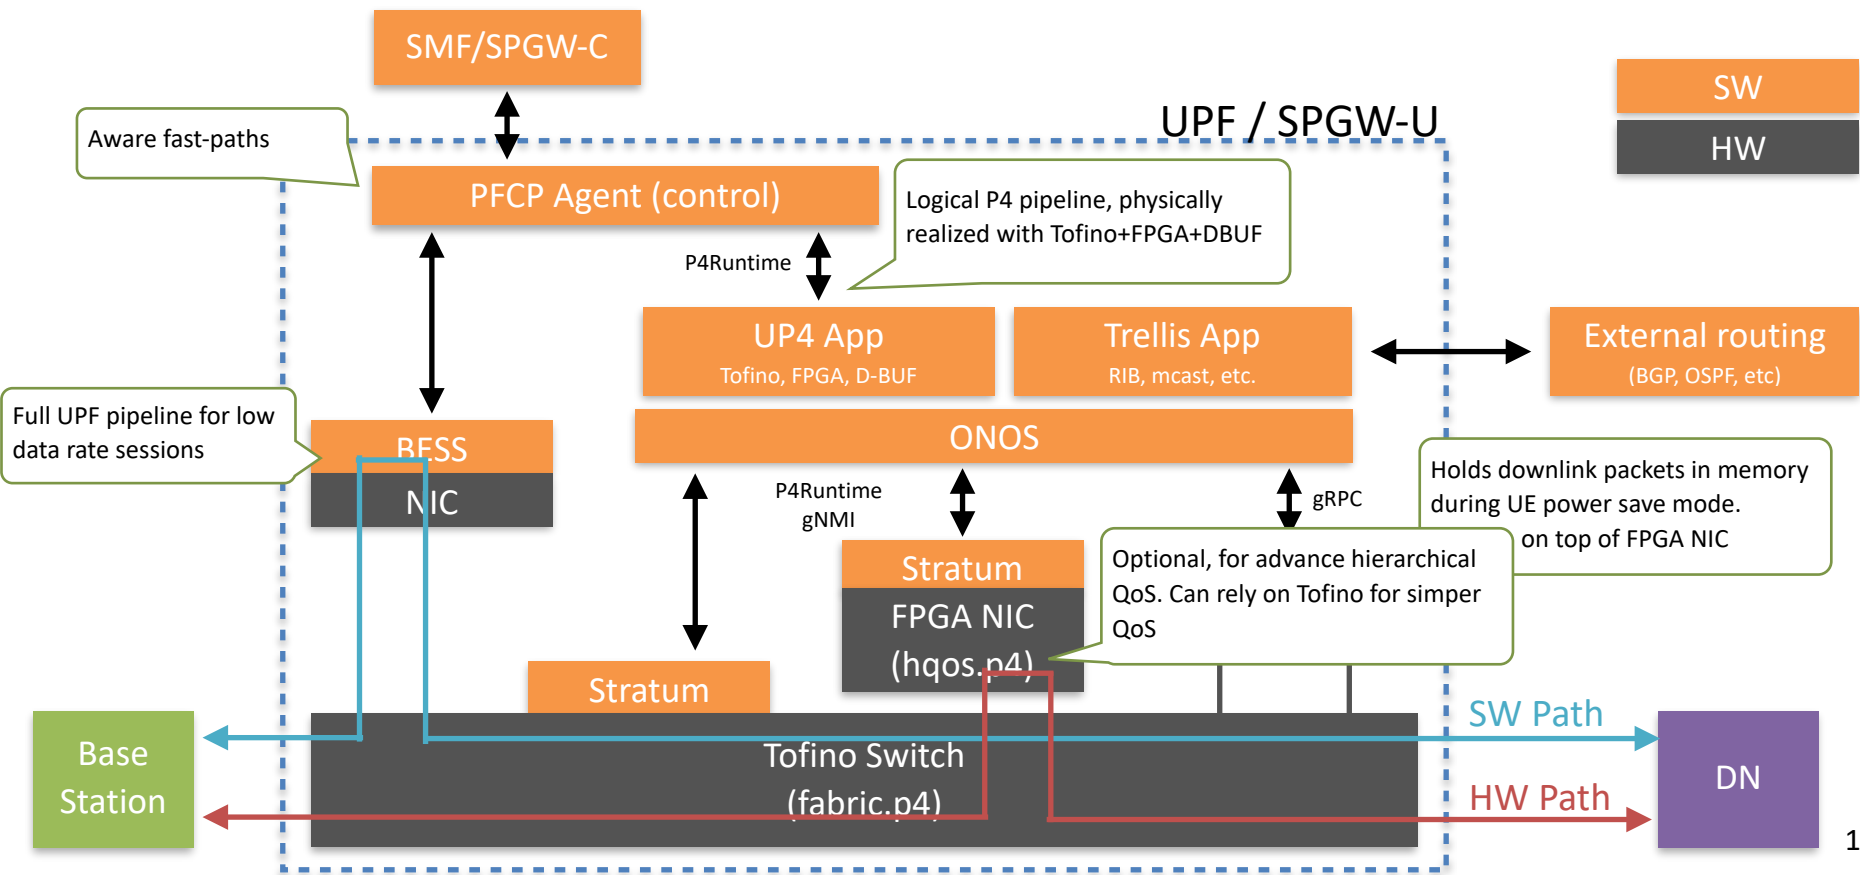 SMF/SPGW-C
SW
HW
UPF / SPGW-U
Aware fast-paths
PFCP Agent (control)
Logical P4 pipeline, physically
realized with Tofino+FPGA+DBUF
P4Runtime
UP4 App
Tofino, FPGA, D-BUF
Trellis App
RIB, mcast, etc.
External routing
(BGP, OSPF, etc)
Full UPF pipeline for low
data rate sessions
BESS
NIC
ONOS
P4Runtime
gNMI
gRPC
Holds downlink packets in memory
during UE power save mode.
on top of FPGA NIC
Stratum
FPGA NIC
(hqos.p4)
Optional, for advance hierarchical
QoS. Can rely on Tofino for simper
QoS
Stratum
Tofino Switch
(fabric.p4)
Base
Station
SW Path
HW Path
DN
1